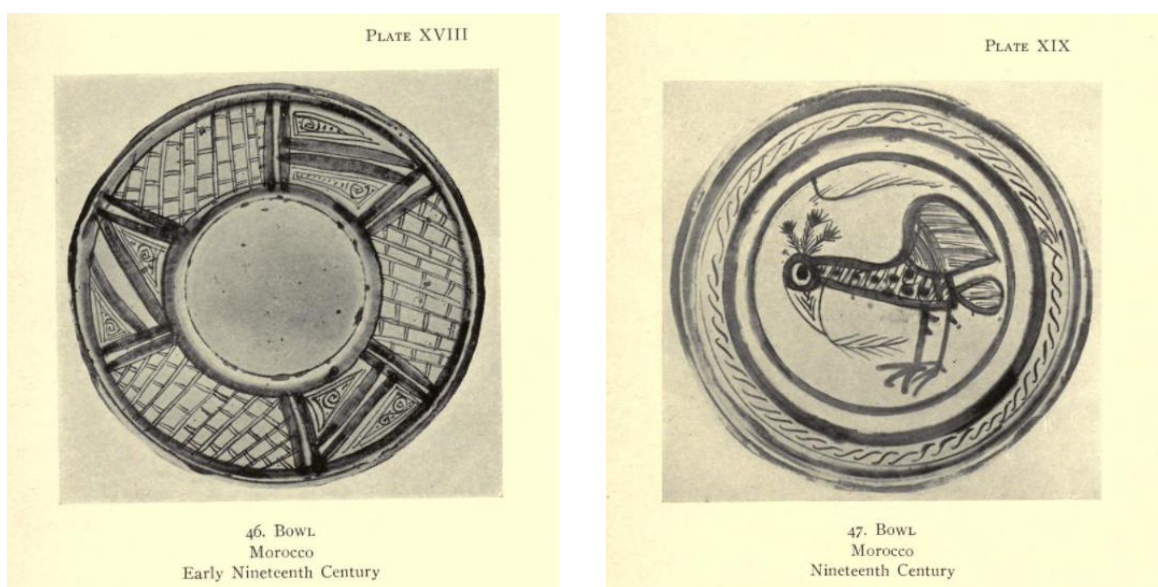 PLATE XVIII
46. BOWL
Morocco
Early Nineteenth Century
PLATE XIX
47. BOWL
Morocco
Nineteenth Century